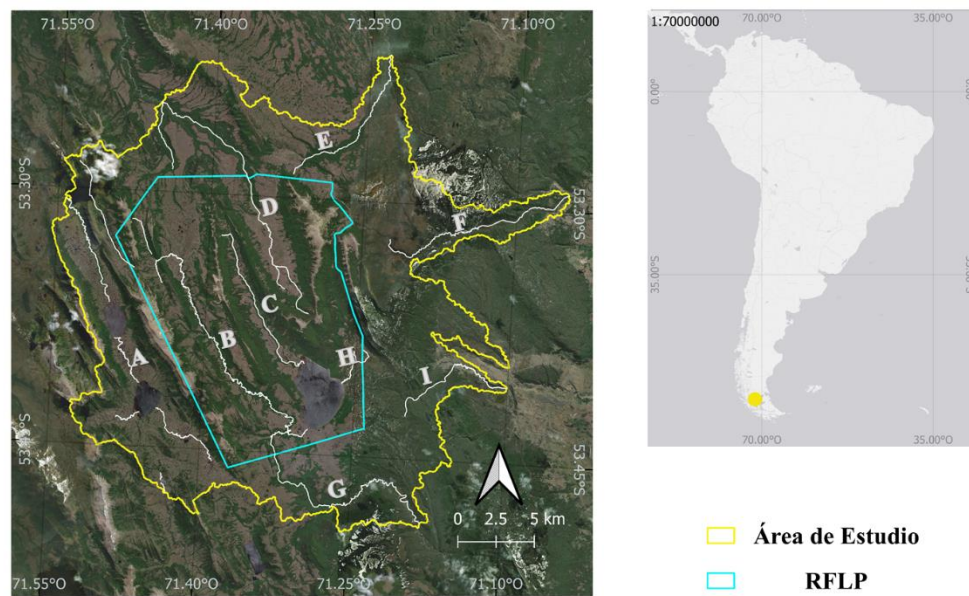 71.55°O
71.40°O
71.25°O
71.10°O
53.30°S
53.30°S
E
F
D
C
B
H
A
I
53.45°S
G
0 2.5 5 km
71.55°O
71.40°O
71.25°O
71.10°O
1:70000000
70.00°O
35.00°O
0.00°
35.00°S
35.00°S
70.00°O
35.00°O
Área de Estudio
RFLP